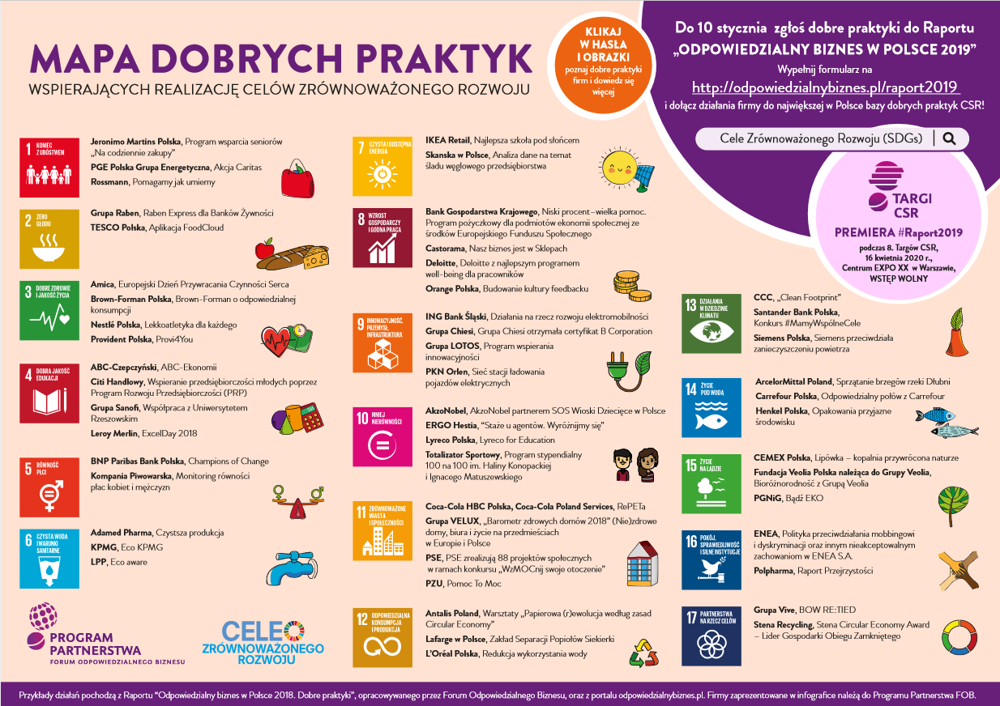 MAPA DOBRYCH PRAKTYK
WSPIERAJĄCYCH REALIZACJĘ CELÓW ZRÓWNOWAŻONEGO ROZWOJU
KLIKAJ
W HASŁA
I OBRAZKI
poznaj dobre praktyki
firm i dowiedz się
więcej
Do 10 stycznia zgłoś dobre praktyki do Raportu
„ODPOWIEDZIALNY BIZNES W POLSCE 2019”
Wypełnij formularz na
http://odpowiedzialnybiznes.pl/raport2019
i dołącz działania firmy do największej w Polsce bazy dobrych praktyk CSR!
Cele Zrównoważonego Rozwoju (SDGs)
TARGI
CSR
PREMIERA #Raport2019
podczas 8. Targów CSR,
16 kwietnia 2020 r.,
Centrum EXPO XX w Warszawie,
WSTĘP WOLNY
1 KONIEC
Z UBÓSTWEM
Jeronimo Martins Polska, Program wsparcia seniorów
„Na codziennie zakupy”
PGE Polska Grupa Energetyczna, Akcja Caritas
Rossmann, Pomagamy jak umiemy
2 ZERO
GŁODU
Grupa Raben, Raben Express dla Banków Żywności
TESCO Polska, Aplikacja FoodCloud
3 DOBRE ZDROWIE
I JAKOŚĆ ŻYCIA
Amica, Europejski Dzień Przywracania Czynności Serca
Brown-Forman Polska, Brown-Forman o odpowiedzialnej
konsumpcji
Nestlé Polska, Lekkoatletyka dla każdego
Provident Polska, Provi4You
4 DOBRA JAKOŚĆ
EDUKACJI
ABC-Czepczyński, ABC-Ekonomii
Citi Handlowy, Wspieranie przedsiębiorczości młodych poprzez
Program Rozwoju Przedsiębiorczości (PRP)
Grupa Sanofi, Współpraca z Uniwersytetem
Rzeszowskim
Leroy Merlin, ExcelDay 2018
5 RÓWNOŚĆ
PŁCI
BNP Paribas Bank Polska, Champions of Change
Kompania Piwowarska, Monitoring równości
płac kobiet i mężczyzn
6 CZYSTA WODA
I WARUNKI
SANITARNE
Adamed Pharma, Czystsza produkcja
KPMG, Eco KPMG
LPP, Eco aware
7 CZYSTA I DOSTĘPNA
ENERGIA
IKEA Retail, Najlepsza szkoła pod słońcem
Skanska w Polsce, Analiza dane na temat
śladu węglowego przedsiębiorstwa
8 WZROST
GOSPODARCZY
I GODNA PRACA
Bank Gospodarstwa Krajowego, Niski procent–wielka pomoc.
Program pożyczkowy dla podmiotów ekonomii społecznej ze
środków Europejskiego Funduszu Społecznego
Castorama, Nasz biznes jest w Sklepach
Deloitte, Deloitte z najlepszym programem
well-being dla pracowników
Orange Polska, Budowanie kultury feedbacku
9 INNOWACYJNOŚĆ,
PRZEMYSŁ,
INFRASTRUKTURA
ING Bank Śląski, Działania na rzecz rozwoju elektromobilności
Grupa Chiesi, Grupa Chiesi otrzymała certyfikat B Corporation
Grupa LOTOS, Program wspierania
innowacyjności
PKN Orlen, Sieć stacji ładowania
pojazdów elektrycznych
10 MNIEJ
NIERÓWNOŚCI
AkzoNobel, AkzoNobel partnerem SOS Wioski Dziecięce w Polsce
ERGO Hestia, “Staże u agentów. Wyróżnijmy się”
Lyreco Polska, Lyreco for Education
Totalizator Sportowy, Program stypendialny
100 na 100 im. Haliny Konopackiej
i Ignacego Matuszewskiego
11 ZRÓWNOWAŻONE
MIASTA
I SPOŁECZNOŚCI
Coca-Cola HBC Polska, Coca-Cola Poland Services, RePETa
Grupa VELUX, „Barometr zdrowych domów 2018” (Nie)zdrowe
domy, biura i życie na przedmieściach
w Europie i Polsce
PSE, PSE zrealizują 88 projektów społecznych
w ramach konkursu „WzMOCnij swoje otoczenie”
PZU, Pomoc To Moc
12 ODPOWIEDZIALNA
KONSUMPCJA
I PRODUKCJA
Antalis Poland, Warsztaty „Papierowa (r)ewolucja według zasad
Circular Economy”
Lafarge w Polsce, Zakład Separacji Popiołów Siekierki
L’Oréal Polska, Redukcja wykorzystania wody
13 DZIAŁANIA
W DZIEDZINIE
KLIMATU
CCC, „Clean Footprint”
Santander Bank Polska,
Konkurs #MamyWspólneCele
Siemens Polska, Siemens przeciwdziała
zanieczyszczeniu powietrza
14 ŻYCIE
POD WODĄ
ArcelorMittal Poland, Sprzątanie brzegów rzeki Dłubni
Carrefour Polska, Odpowiedzialny połów z Carrefour
Henkel Polska, Opakowania przyjazne
środowisku
15 ŻYCIE
NA LĄDZIE
CEMEX Polska, Lipówka – kopalnia przywrócona naturze
Fundacja Veolia Polska należąca do Grupy Veolia,
Bioróżnorodność z Grupą Veolia
PGNiG, Bądź EKO
16 POKÓJ,
SPRAWIEDLIWOŚĆ
I SILNE INSTYTUCJE
ENEA, Polityka przeciwdziałania mobbingowi
i dyskryminacji oraz innym nieakceptowalnym
zachowaniom w ENEA S.A.
Polpharma, Raport Przejrzystości
17 PARTNERSTWA
NA RZECZ CELÓW
Grupa Vive, BOW RE:TIED
Stena Recycling, Stena Circular Economy Award
– Lider Gospodarki Obiegu Zamkniętego
PROGRAM
PARTNERSTWA
FORUM ODPOWIEDZIALNEGO BIZNESU
CELE
ZRÓWNOWAŻONEGO
ROZWOJU
Przykłady działań pochodzą z Raportu “Odpowiedzialny biznes w Polsce 2018. Dobre praktyki”, opracowywanego przez Forum Odpowiedzialnego Biznesu, oraz z portalu odpowiedzialnybiznes.pl. Firmy zaprezentowane w infografice należą do Programu Partnerstwa FOB.